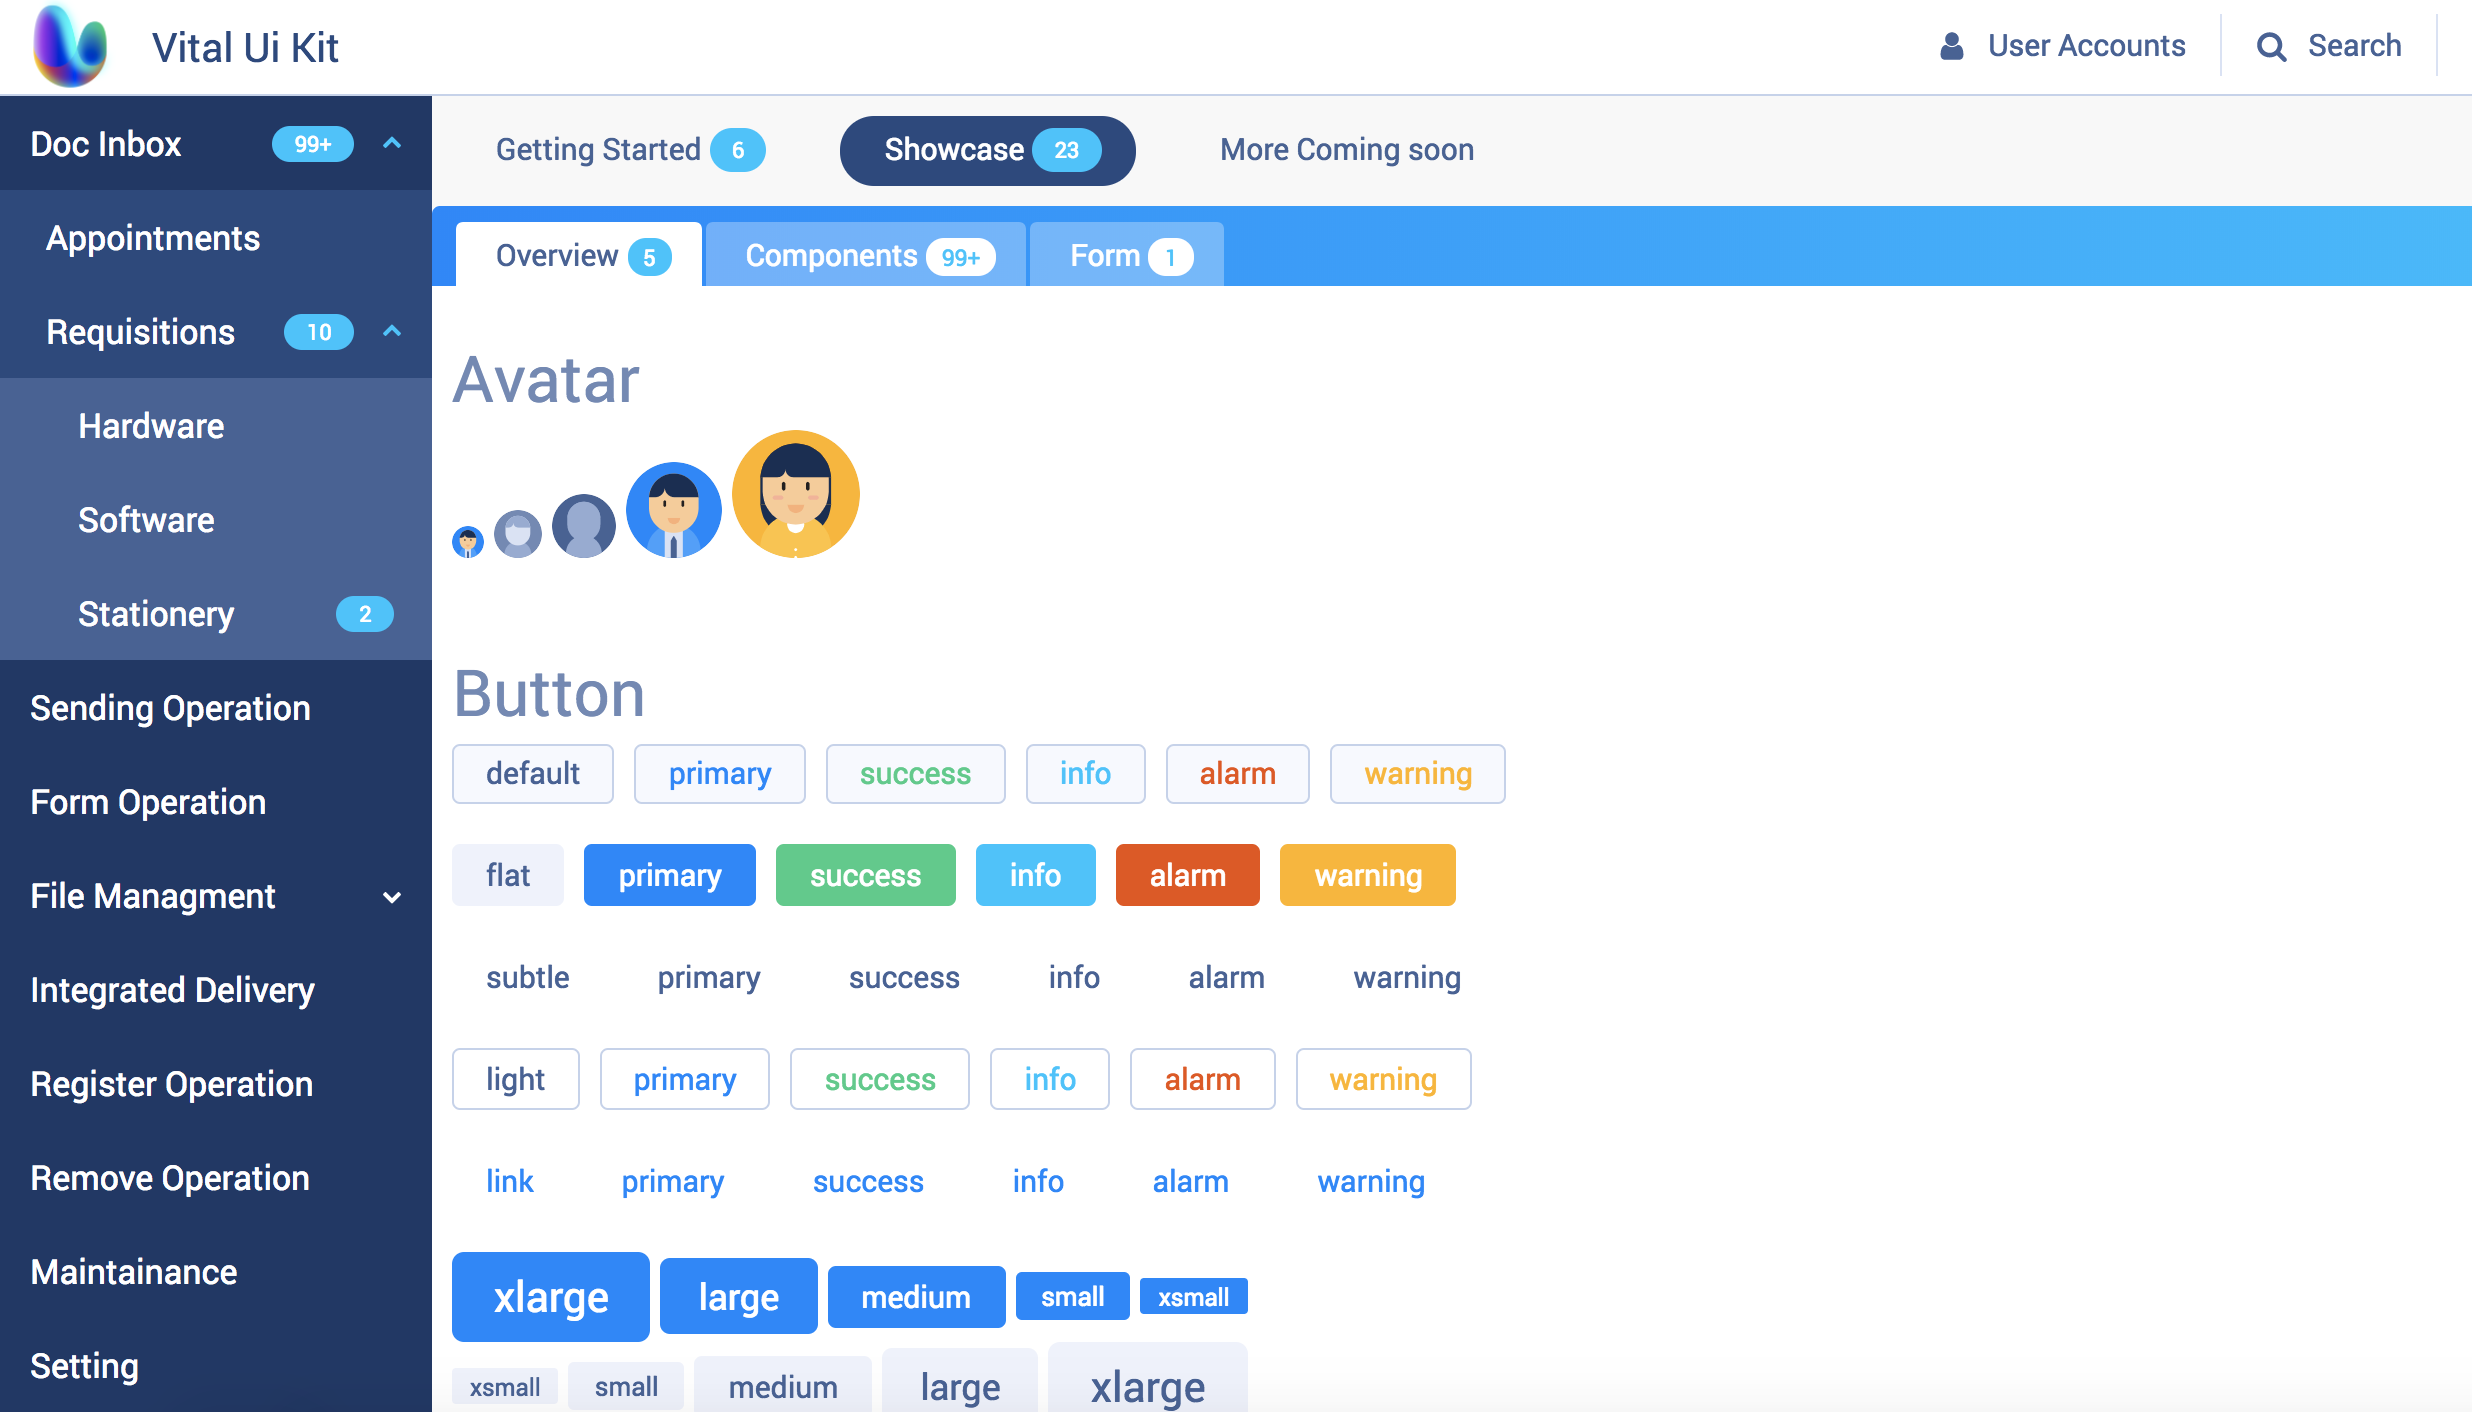 Vital Ui Kit
User Accounts
Search
Doc Inbox 99+
Appointments
Requisitions 10
Hardware
Software
Stationery 2
Sending Operation
Form Operation
File Managment
Integrated Delivery
Register Operation
Remove Operation
Maintainance
Setting
Getting Started 6 Showcase 23 More Coming soon
Overview 5 Components 99+ Form 1
Avatar
Button
default primary success info alarm warning
flat primary success info alarm warning
subtle primary success info alarm warning
light primary success info alarm warning
link primary success info alarm warning
xlarge large medium small xsmall
xsmall small medium large xlarge